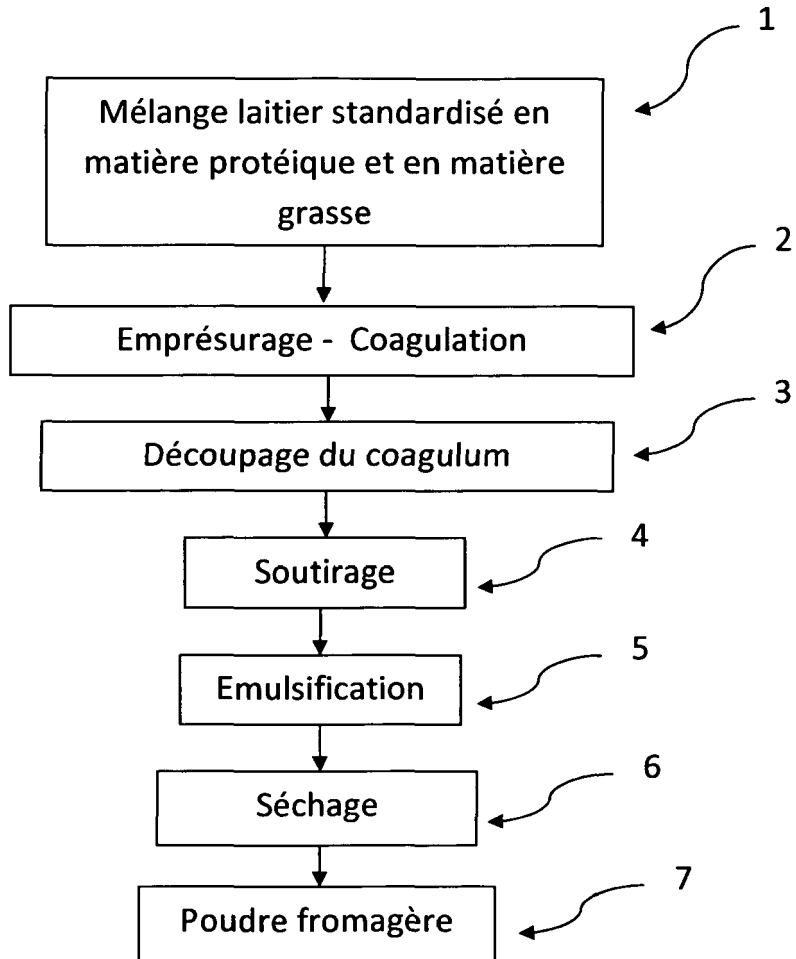 1
Mélange laitier standardisé en
matière protéique et en matière
grasse
2
Emprésurage - Coagulation
3
Découpage du coagulum
4
Soutirage
5
Emulsification
6
Séchage
7
Poudre fromagère